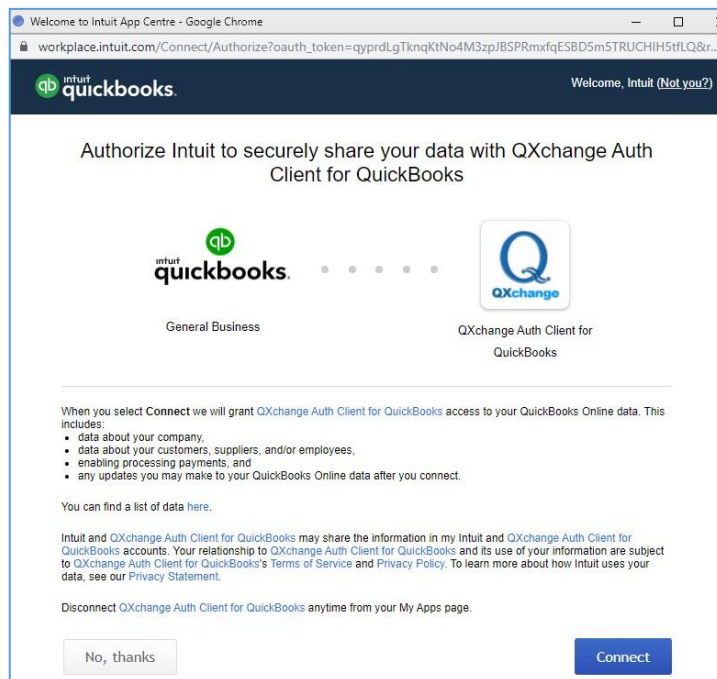 Welcome to Intuit App Centre - Google Chrome
workplace.intuit.com/Connect/Authorize?oauth_token=qyprdLgTknqKtNo4M3zpJBSPRmxfqESBD5m5TRUCHIH5tfLQ&r...
qb intuit quickbooks.
Welcome, Intuit (Not you?)
Authorize Intuit to securely share your data with QXchange Auth
Client for QuickBooks
qb
intuit
quickbooks.
Q
QXchange
General Business
QXchange Auth Client for
QuickBooks
When you select Connect we will grant QXchange Auth Client for QuickBooks access to your QuickBooks Online data. This
includes:
• data about your company,
• data about your customers, suppliers, and/or employees,
• enabling processing payments, and
• any updates you may make to your QuickBooks Online data after you connect.
You can find a list of data here.
Intuit and QXchange Auth Client for QuickBooks may share the information in my Intuit and QXchange Auth Client for
QuickBooks accounts. Your relationship to QXchange Auth Client for QuickBooks and its use of your information are subject
to QXchange Auth Client for QuickBooks's Terms of Service and Privacy Policy. To learn more about how Intuit uses your
data, see our Privacy Statement.
Disconnect QXchange Auth Client for QuickBooks anytime from your My Apps page.
No, thanks
Connect